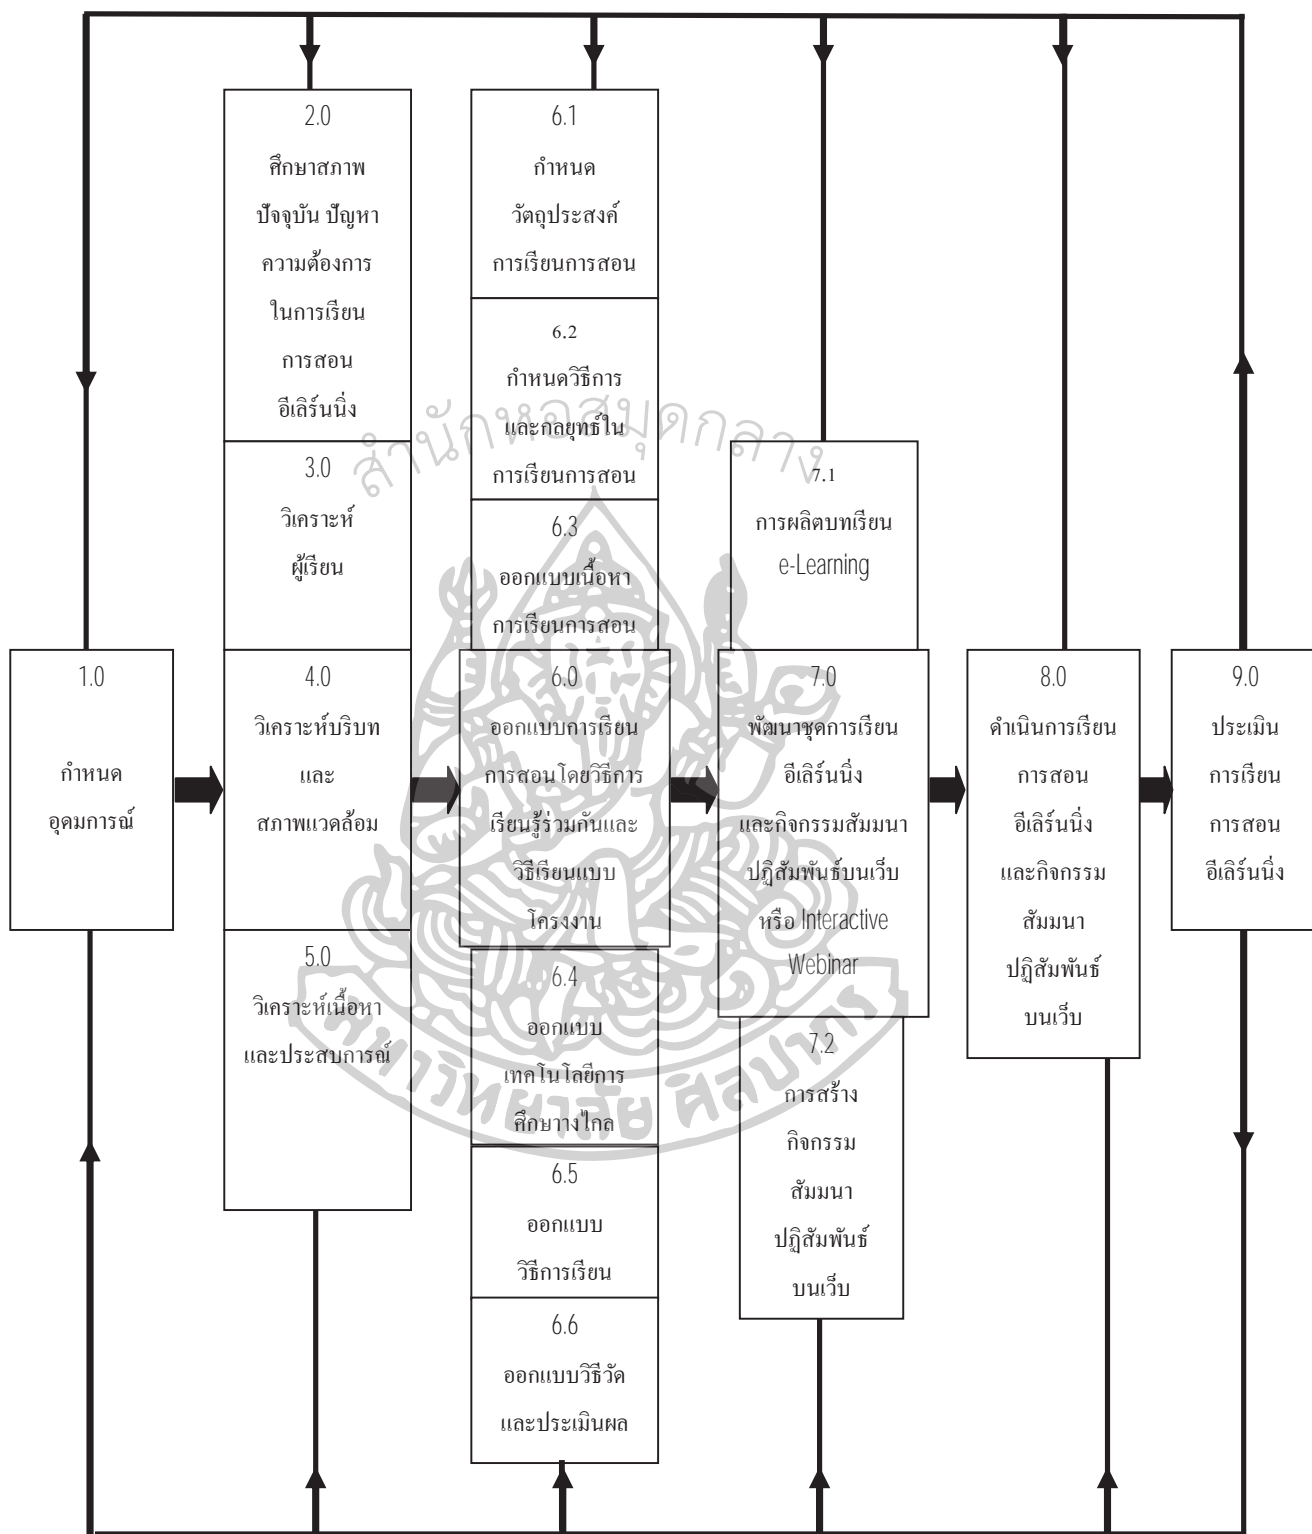 1.0
กำหนด
อุดมการณ์
2.0
ศึกษาสภาพ
ปัจจุบัน ปัญหา
ความต้องการ
ในการเรียน
การสอน
อีเลิร์นนิ่ง
3.0
วิเคราะห์
ผู้เรียน
4.0
วิเคราะห์บริบท
และ
สภาพแวดล้อม
5.0
วิเคราะห์เนื้อหา
และประสบการณ์
6.1
กำหนด
วัตถุประสงค์
การเรียนการสอน
6.2
กำหนดวิธีการ
และกลยุทธ์ใน
การเรียนการสอน
6.3
ออกแบบเนื้อหา
การเรียนการสอน
6.0
ออกแบบการเรียน
การสอนโดยวิธีการ
เรียนรู้ร่วมกันและ
วิธีเรียนแบบ
โครงงาน
6.4
ออกแบบ
เทคโนโลยีการ
ศึกษาางไกล
6.5
ออกแบบ
วิธีการเรียน
6.6
ออกแบบวิธีวัด
และประเมินผล
7.1
การผลิตบทเรียน
e-Learning
7.0
พัฒนาชุดการเรียน
อีเลิร์นนิ่ง
และกิจกรรมสัมมนา
ปฏิสัมพันธ์บนเว็บ
หรือ Interactive
Webinar
7.2
การสร้าง
กิจกรรม
สัมมนา
ปฏิสัมพันธ์
บนเว็บ
8.0
ดำเนินการเรียน
การสอน
อีเลิร์นนิ่ง
และกิจกรรม
สัมมนา
ปฏิสัมพันธ์
บนเว็บ
9.0
ประเมิน
การเรียน
การสอน
อีเลิร์นนิ่ง
สำนักหอสมุดกลาง
มหาวิทยาลัย ศิลปากร